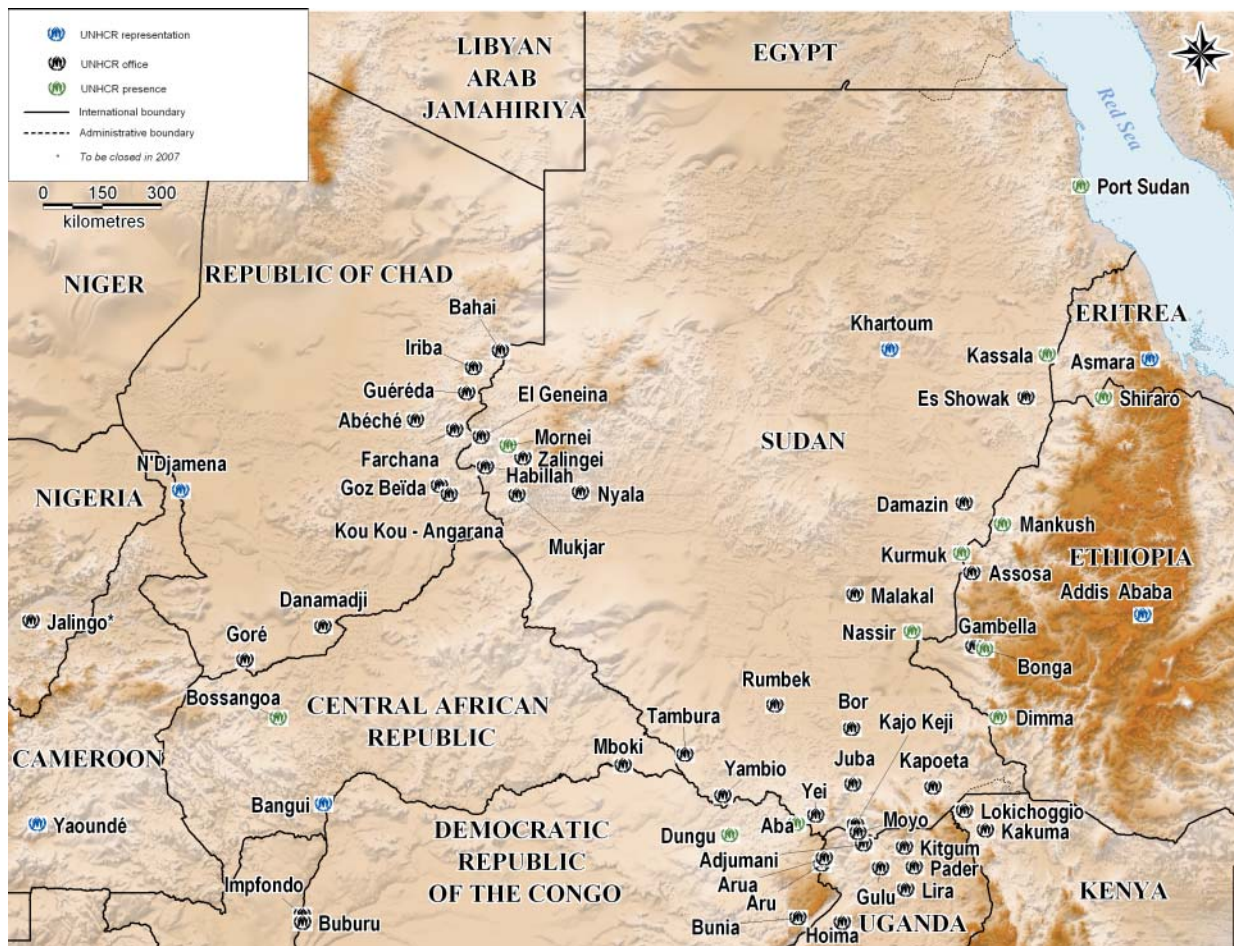 UNHCR representation
UNHCR office
UNHCR presence
International boundary
Administrative boundary
* To be closed in 2007
0 150 300
kilometres
LIBYAN
ARAB
JAMAHIRIYA
EGYPT
Red Sea
Port Sudan
NIGER
REPUBLIC OF CHAD
Bahai
Iriba
Guéréda
El Geneina
Abéché
Mornei
Farchana
Zalingei
Habillah
Goz Beïda
Nyala
Kou Kou - Angarana
Mukjar
N'Djamena
NIGERIA
Khartoum
Kassala
ERITREA
Asmara
Es Showak
Shiraro
SUDAN
Damazin
Mankush
Kurmuk
ETHIOPIA
Assosa
Addis Ababa
Malakal
Nassir
Gambella
Bonga
Jalingo*
Danamadji
Goré
Bossangoa
CENTRAL AFRICAN
REPUBLIC
Rumbek
Bor
Kajo Keji
Dimma
Tambura
CAMEROON
Mboki
Juba
Kapoeta
Yambio
Yei
Bangui
Yaoundé
DEMOCRATIC
REPUBLIC
OF THE CONGO
Dungu
Aba
Moyo
Lokichoggio
Kakuma
Adjumani
Kitgum
Pader
Arua
Aru
Gulu
Lira
KENYA
Impfondo
Buburu
Bunia
Hoima
UGANDA